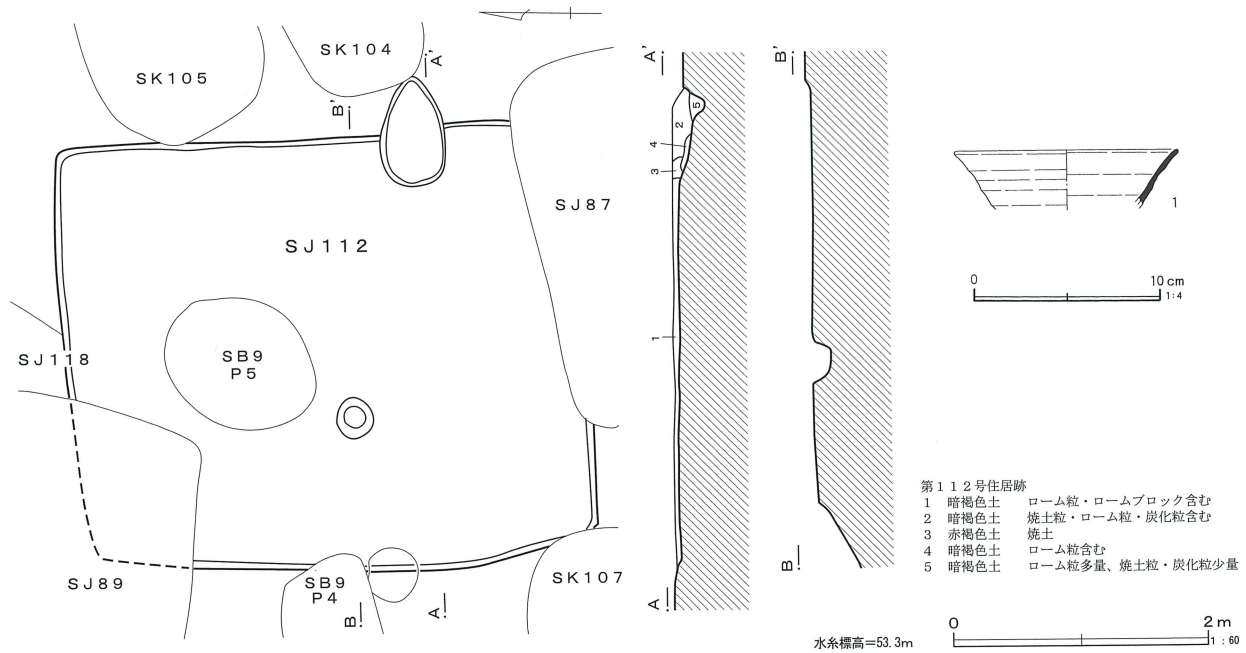 SK105
SK104
A'
B'
SJ87
SJ112
SJ118
SB9
P5
SJ89
SB9
P4
B
A
SK107
A'
5
2
4
3
1
A
B'
B
1
0 10cm
1:4
第112号住居跡
1 暗褐色土 ローム粒・ロームブロック含む
2 暗褐色土 焼土粒・ローム粒・炭化粒含む
3 赤褐色土 焼土
4 暗褐色土 ローム粒含む
5 暗褐色土 ローム粒多量、焼土粒・炭化粒少量
水糸標高=53.3m
0 2m
1:60